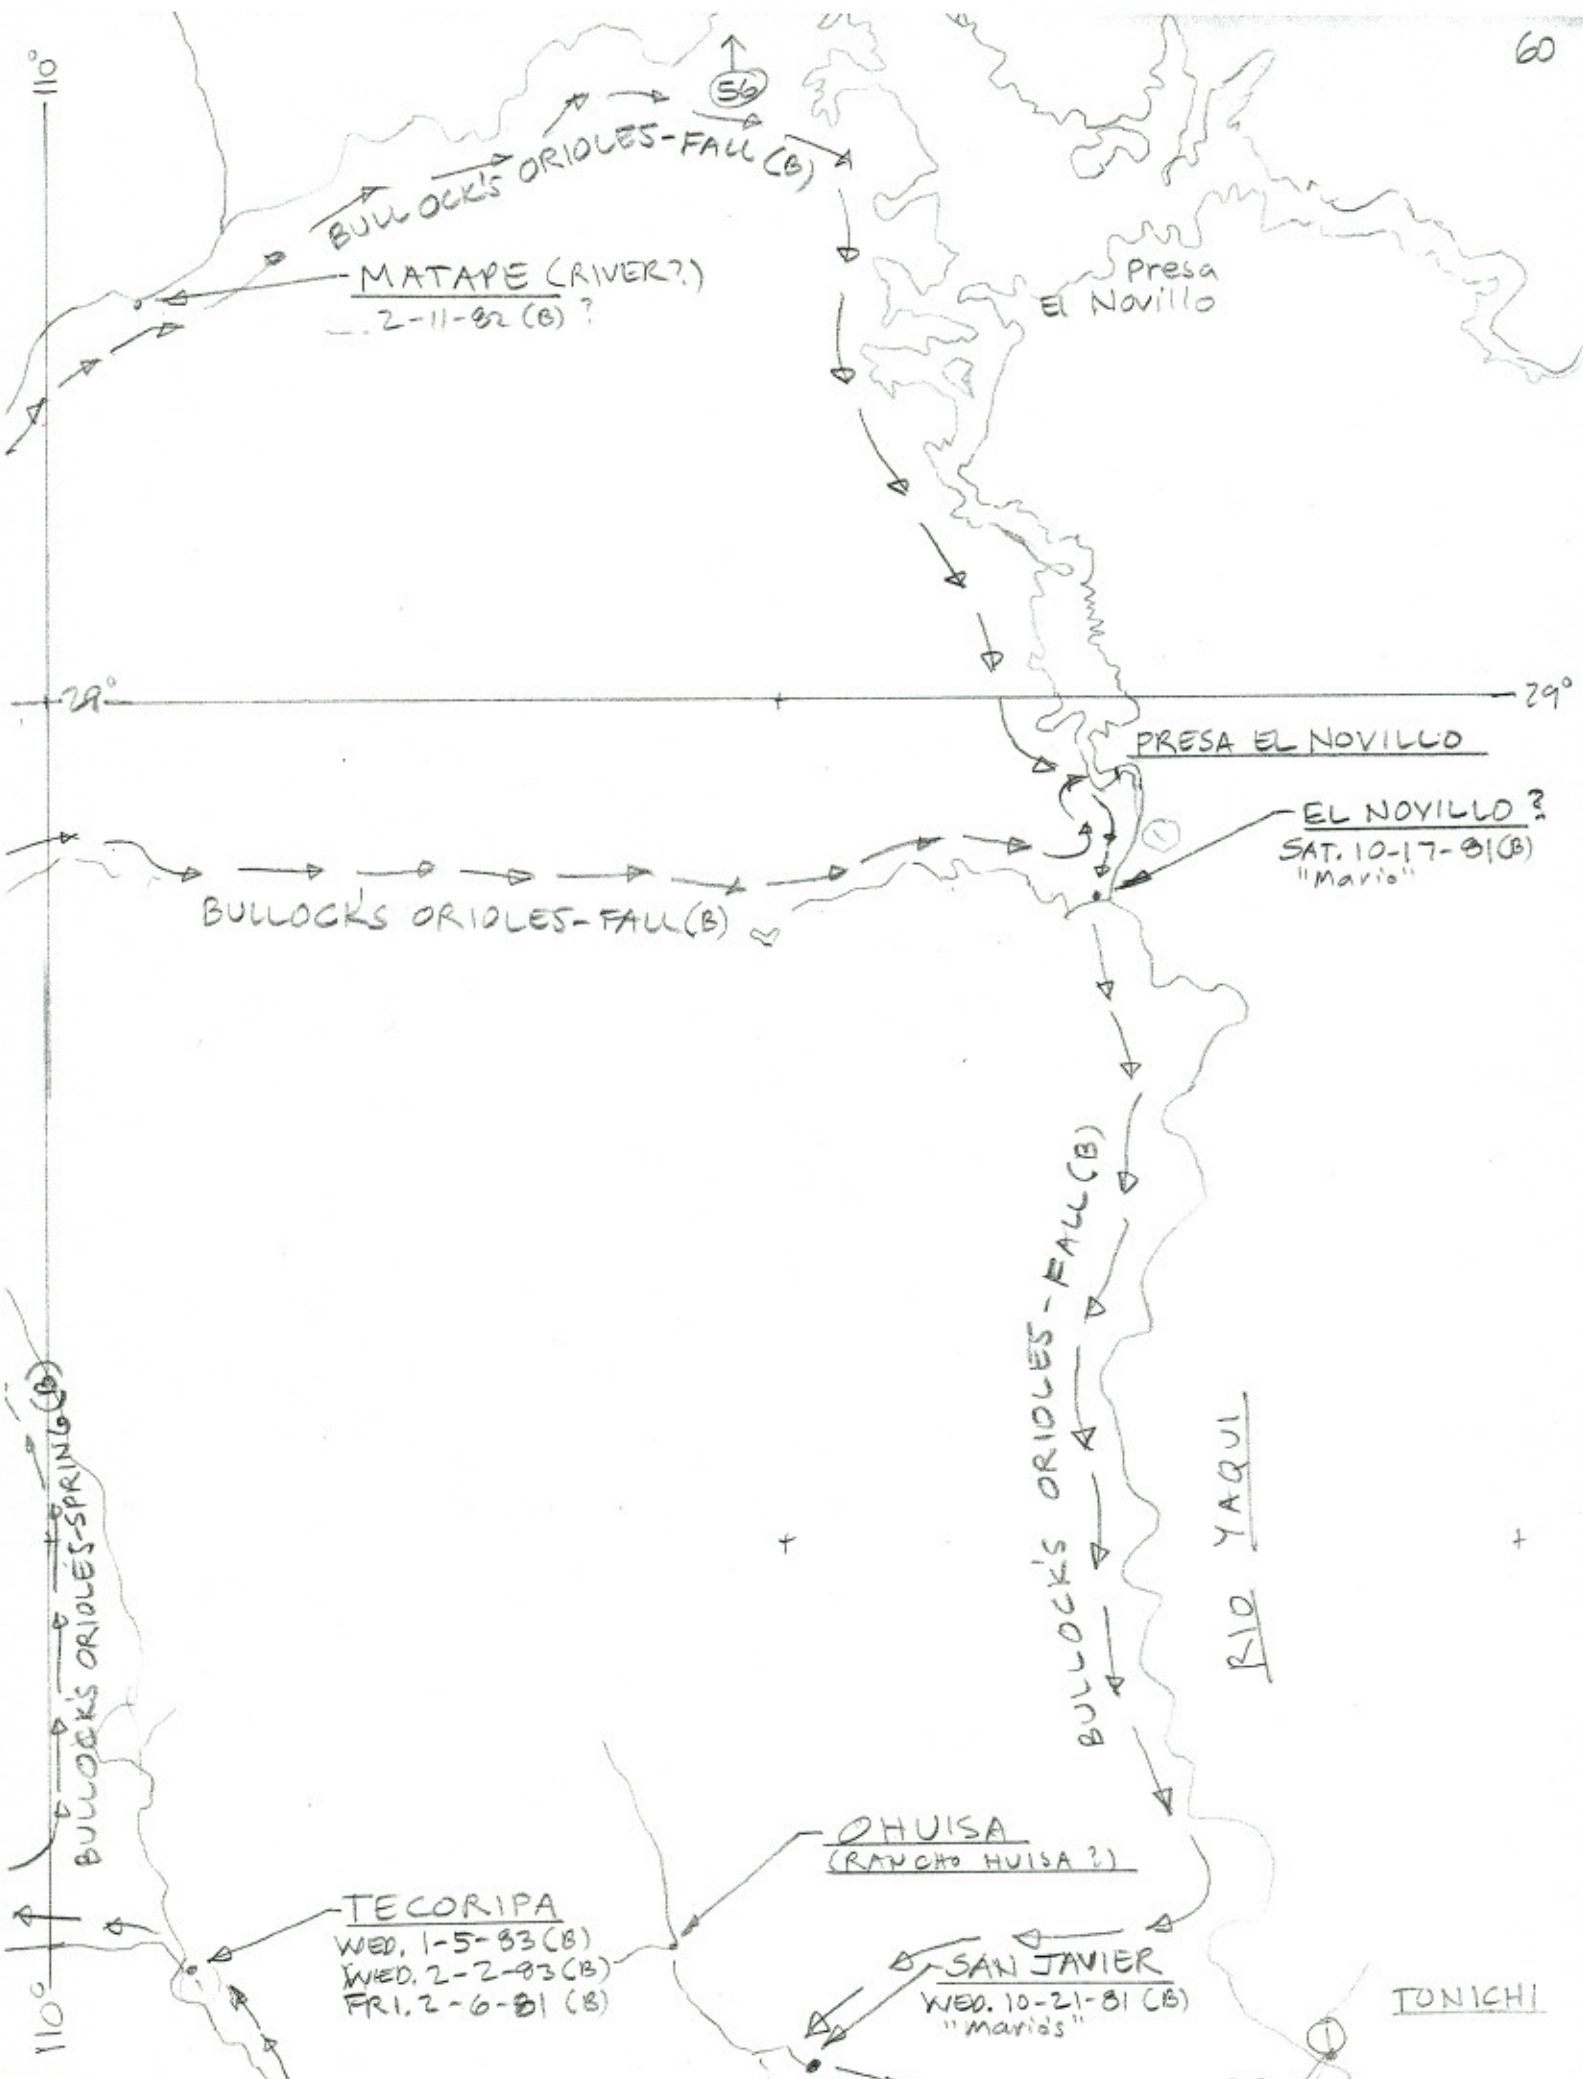 60
110°
56
BULLOCK'S ORIOLES-FALL (B)
MATAPE (RIVER?)
2-11-82 (B) ?
Presa
El Novillo
29°
29°
PRESA EL NOVILLO
EL NOVILLO ?
SAT. 10-17-81 (B)
"Mario"
1
BULLOCK'S ORIOLES-FALL (B)
BULLOCK'S ORIOLES-FALL (B)
RIO YAQUI
BULLOCK'S ORIOLES-SPRING (B)
OHUISA
(RANCHO HUISA ?)
TECORIPA
WED. 1-5-83 (B)
WED. 2-2-83 (B)
FRI. 2-6-81 (B)
SAN JAVIER
WED. 10-21-81 (B)
"Mario's"
TONICHI
1
110°